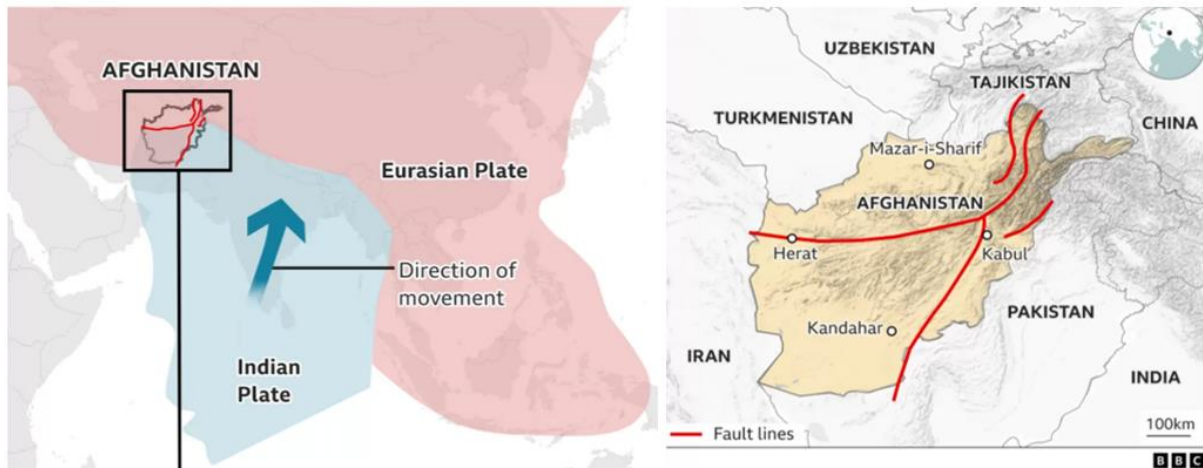 AFGHANISTAN
Eurasian Plate
Direction of
movement
Indian
Plate
UZBEKISTAN
TAJIKISTAN
TURKMENISTAN
CHINA
Mazar-i-Sharif
AFGHANISTAN
Herat
Kabul
PAKISTAN
Kandahar
IRAN
INDIA
Fault lines
100km
BBC